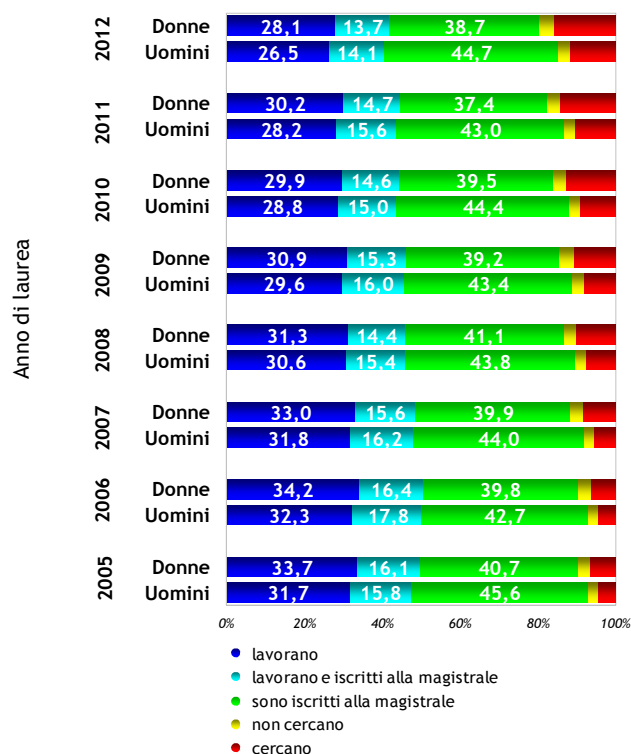 Anno di laurea
2012
Donne 28,1 13,7 38,7
Uomini 26,5 14,1 44,7
2011
Donne 30,2 14,7 37,4
Uomini 28,2 15,6 43,0
2010
Donne 29,9 14,6 39,5
Uomini 28,8 15,0 44,4
2009
Donne 30,9 15,3 39,2
Uomini 29,6 16,0 43,4
2008
Donne 31,3 14,4 41,1
Uomini 30,6 15,4 43,8
2007
Donne 33,0 15,6 39,9
Uomini 31,8 16,2 44,0
2006
Donne 34,2 16,4 39,8
Uomini 32,3 17,8 42,7
2005
Donne 33,7 16,1 40,7
Uomini 31,7 15,8 45,6
0% 20% 40% 60% 80% 100%
lavorano
lavorano e iscritti alla magistrale
sono iscritti alla magistrale
non cercano
cercano